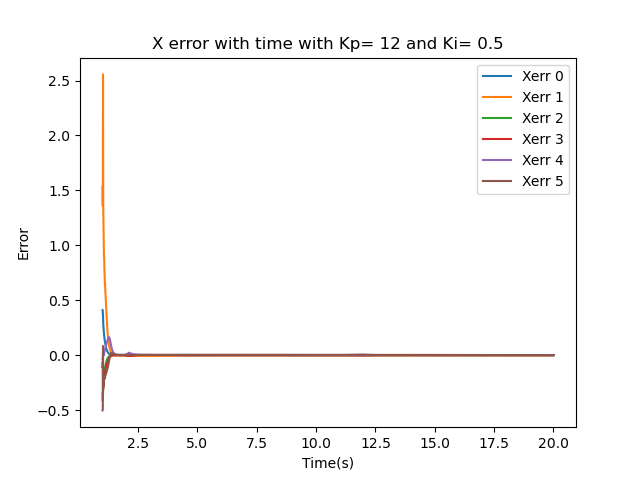 X error with time with Kp= 12 and Ki= 0.5
Xerr 0
Xerr 1
Xerr 2
Xerr 3
Xerr 4
Xerr 5
2.5
2.0
1.5
1.0
0.5
0.0
−0.5
Error
2.5 5.0 7.5 10.0 12.5 15.0 17.5 20.0
Time(s)